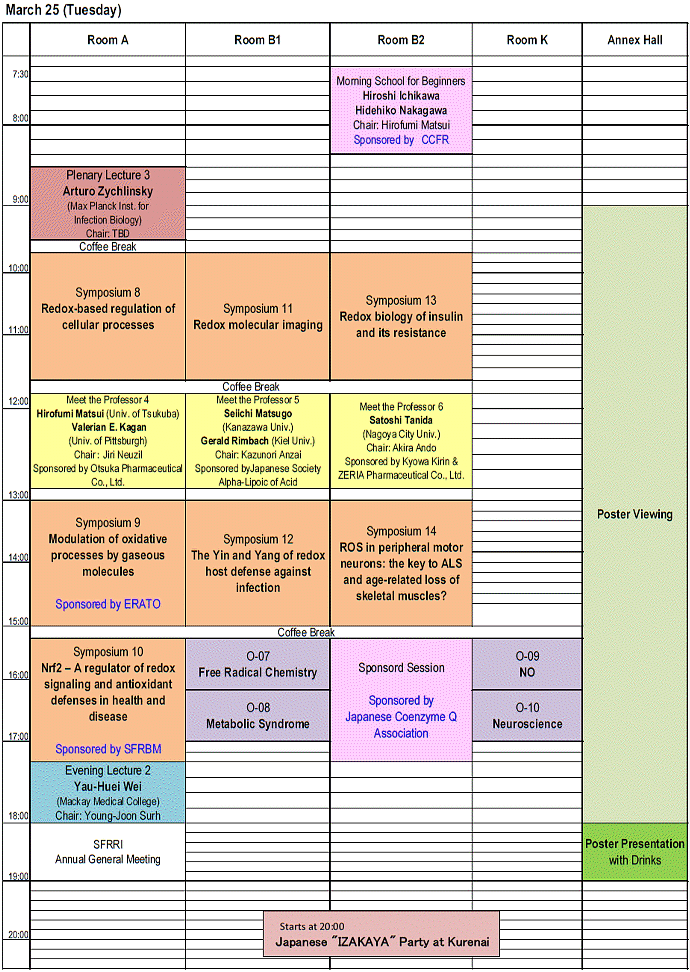 March 25 (Tuesday)
Room A
Room B1
Room B2
Room K
Annex Hall
7:30
Morning School for Beginners
Hiroshi Ichikawa
Hidehiko Nakagawa
Chair: Hirofumi Matsui
Sponsored by CCFR
8:00
Plenary Lecture 3
Arturo Zychlinsky
(Max Planck Inst. for
Infection Biology)
Chair: TBD
9:00
Coffee Break
10:00
Symposium 8
Redox-based regulation of
cellular processes
Symposium 11
Redox molecular imaging
Symposium 13
Redox biology of insulin
and its resistance
11:00
Coffee Break
12:00
Meet the Professor 4
Hirofumi Matsui (Univ. of Tsukuba)
Valerian E. Kagan
(Univ. of Pittsburgh)
Chair : Jiri Neuzil
Sponsored by Otsuka Pharmaceutical
Co., Ltd.
Meet the Professor 5
Seiichi Matsugo
(Kanazawa Univ.)
Gerald Rimbach (Kiel Univ.)
Chair: Kazunori Anzai
Sponsored byJapanese Society
Alpha-Lipoic of Acid
Meet the Professor 6
Satoshi Tanida
(Nagoya City Univ.)
Chair: Akira Ando
Sponsored by Kyowa Kirin &
ZERIA Pharmaceutical Co., Ltd.
13:00
Symposium 9
Modulation of oxidative
processes by gaseous
molecules
Sponsored by ERATO
Symposium 12
The Yin and Yang of redox
host defense against
infection
Symposium 14
ROS in peripheral motor
neurons: the key to ALS
and age-related loss of
skeletal muscles?
Poster Viewing
14:00
15:00
Coffee Break
Symposium 10
Nrf2 – A regulator of redox
signaling and antioxidant
defenses in health and
disease
Sponsored by SFRBM
O-07
Free Radical Chemistry
O-08
Metabolic Syndrome
Sponsord Session
Sponsored by
Japanese Coenzyme Q
Association
O-09
NO
O-10
Neuroscience
16:00
17:00
Evening Lecture 2
Yau-Huei Wei
(Mackay Medical College)
Chair: Young-Joon Surh
18:00
SFRRI
Annual General Meeting
Poster Presentation
with Drinks
19:00
Starts at 20:00
Japanese "IZAKAYA" Party at Kurenai
20:00